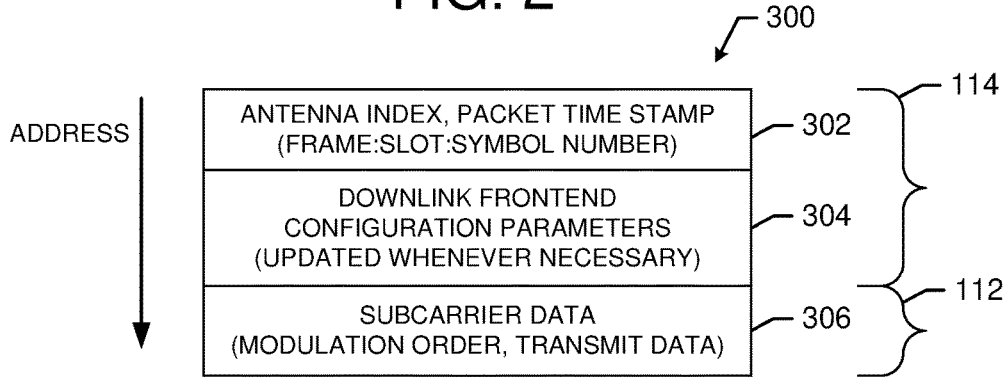 FIG. 2
300
ADDRESS
ANTENNA INDEX, PACKET TIME STAMP
(FRAME:SLOT:SYMBOL NUMBER)
302
114
DOWNLINK FRONTEND
CONFIGURATION PARAMETERS
(UPDATED WHENEVER NECESSARY)
304
SUBCARRIER DATA
(MODULATION ORDER, TRANSMIT DATA)
306
112